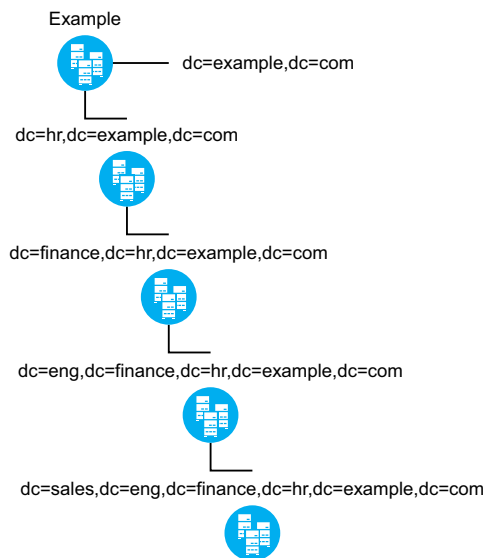 Example
dc=example,dc=com
dc=hr,dc=example,dc=com
dc=finance,dc=hr,dc=example,dc=com
dc=eng,dc=finance,dc=hr,dc=example,dc=com
dc=sales,dc=eng,dc=finance,dc=hr,dc=example,dc=com